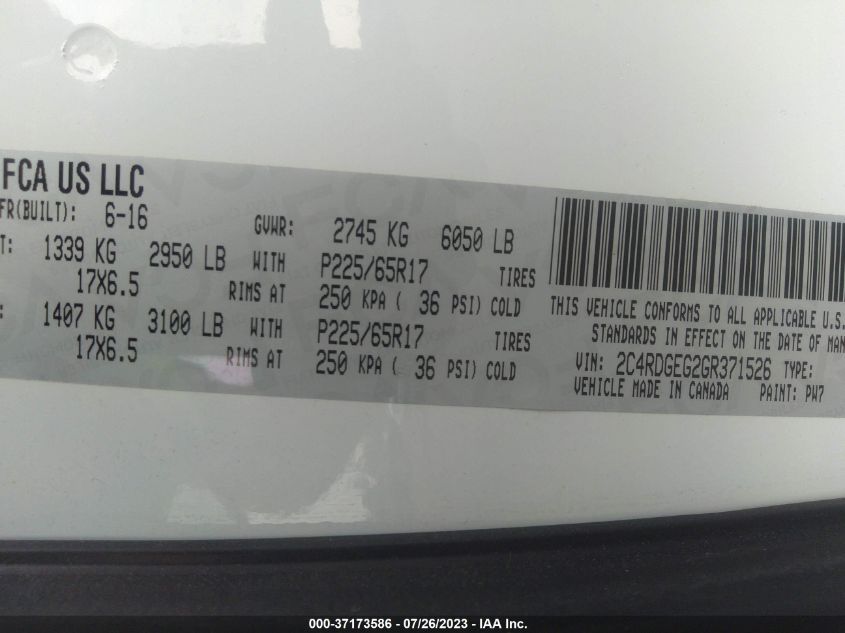 FCA US LLC
FR(BUILT): 6-16 GVWR: 2745 KG 6050 LB
T: 1339 KG 2950 LB WITH P225/65R17 TIRES
17X6.5 RIMS AT 250 KPA ( 36 PSI) COLD
: 1407 KG 3100 LB WITH P225/65R17 TIRES
17X6.5 RIMS AT 250 KPA ( 36 PSI) COLD
THIS VEHICLE CONFORMS TO ALL APPLICABLE U.S.
STANDARDS IN EFFECT ON THE DATE OF MAN
VIN: 2C4RDGEG2GR371526 TYPE:
VEHICLE MADE IN CANADA PAINT: PW7
000-37173586 - 07/26/2023 - IAA Inc.